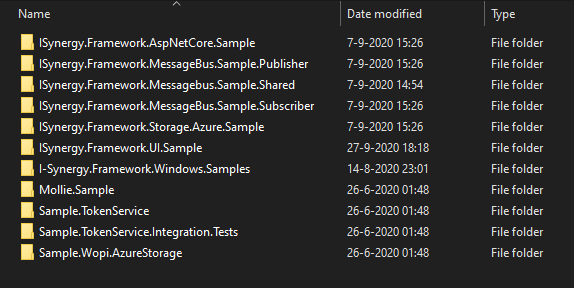 Name Date modified Type
ISynergy.Framework.AspNetCore.Sample 7-9-2020 15:26 File folder
ISynergy.Framework.MessageBus.Sample.Publisher 7-9-2020 15:26 File folder
ISynergy.Framework.MessageBus.Sample.Shared 7-9-2020 14:54 File folder
ISynergy.Framework.MessageBus.Sample.Subscriber 7-9-2020 15:26 File folder
ISynergy.Framework.Storage.Azure.Sample 7-9-2020 15:26 File folder
ISynergy.Framework.UI.Sample 27-9-2020 18:18 File folder
I-Synergy.Framework.Windows.Samples 14-8-2020 23:01 File folder
Mollie.Sample 26-6-2020 01:48 File folder
Sample.TokenService 26-6-2020 01:48 File folder
Sample.TokenService.Integration.Tests 26-6-2020 01:48 File folder
Sample.Wopi.AzureStorage 26-6-2020 01:48 File folder